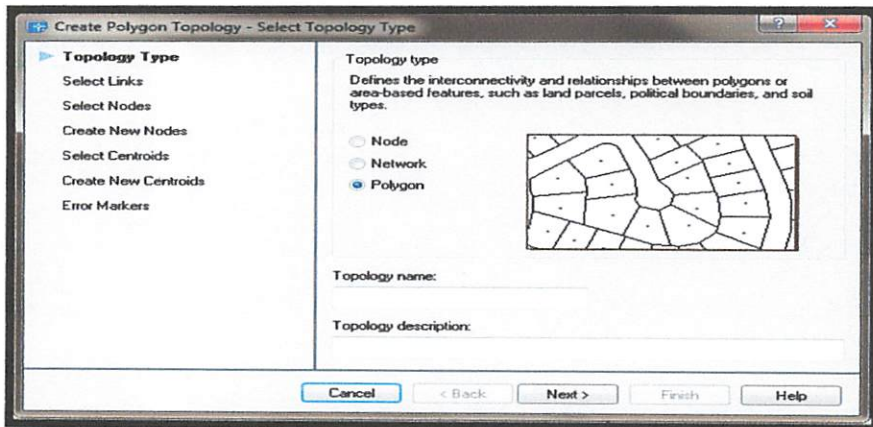 Create Polygon Topology - Select Topology Type
Topology Type
Select Links
Select Nodes
Create New Nodes
Select Centroids
Create New Centroids
Error Markers
Topology type
Defines the interconnectivity and relationships between polygons or
area-based features, such as land parcels, political boundaries, and soil
types.
Node
Network
Polygon
Topology name:
Topology description:
Cancel
< Back
Next >
Finish
Help